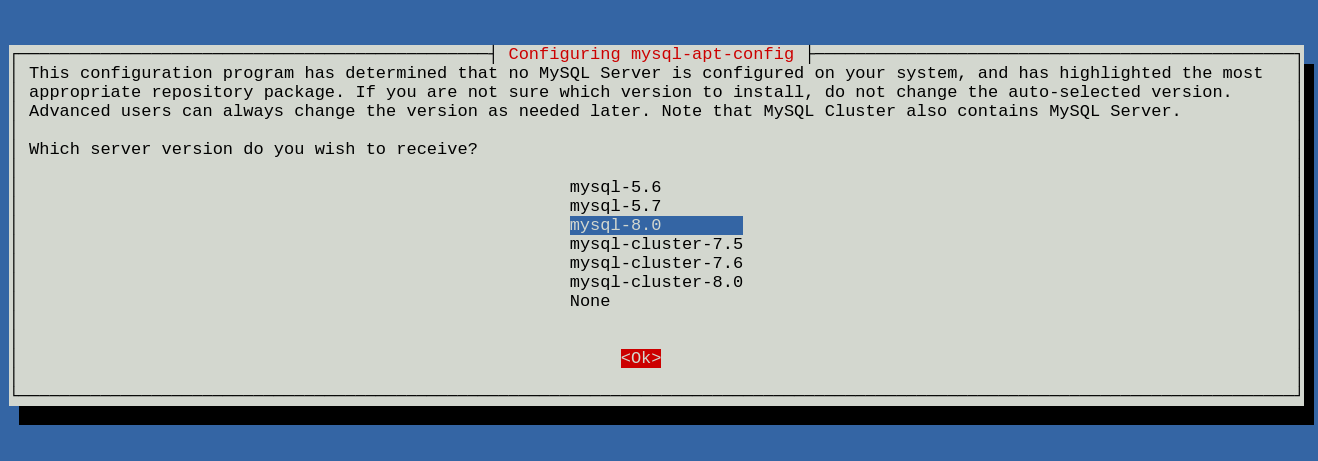 Configuring mysql-apt-config
This configuration program has determined that no MySQL Server is configured on your system, and has highlighted the most
appropriate repository package. If you are not sure which version to install, do not change the auto-selected version.
Advanced users can always change the version as needed later. Note that MySQL Cluster also contains MySQL Server.
Which server version do you wish to receive?
mysql-5.6
mysql-5.7
mysql-8.0
mysql-cluster-7.5
mysql-cluster-7.6
mysql-cluster-8.0
None
<Ok>